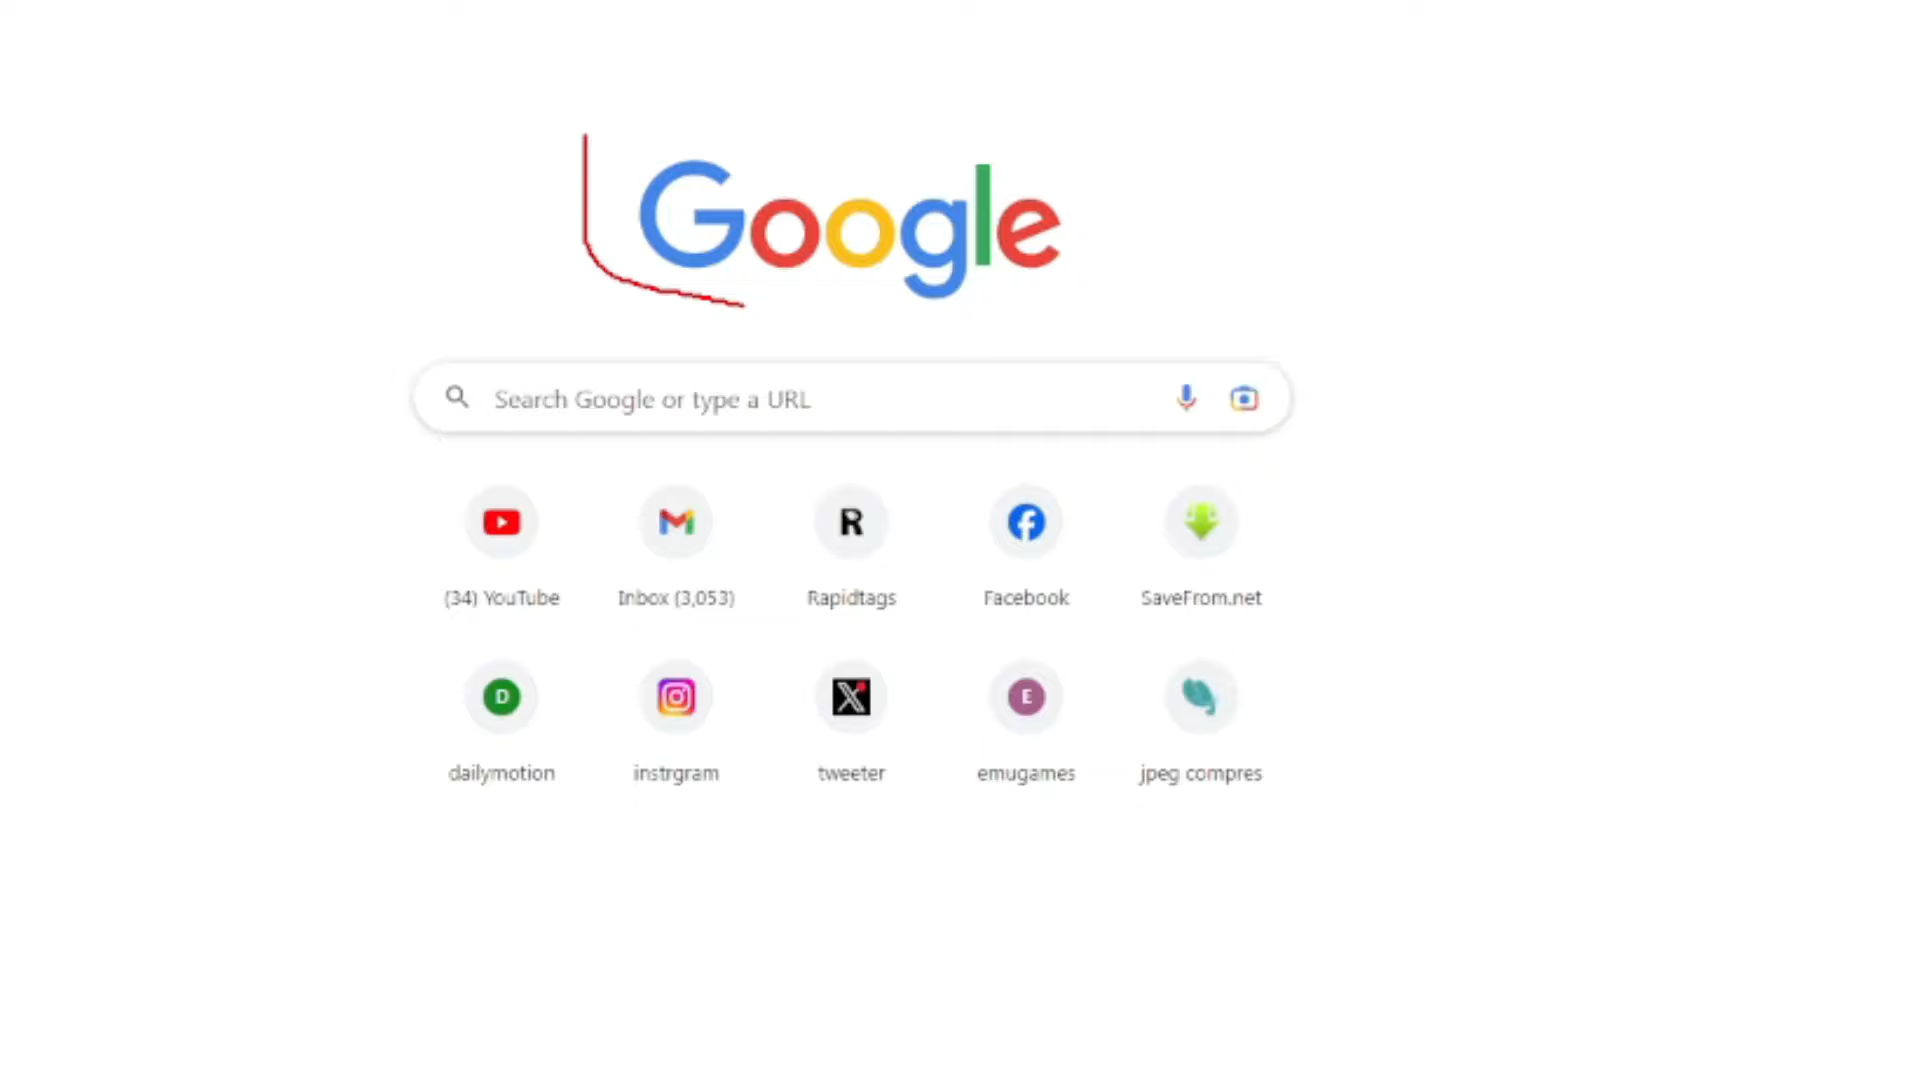 Google
Search Google or type a URL
(34) YouTube
Inbox (3,053)
R
Rapidtags
Facebook
SaveFrom.net
D
dailymotion
instrgram
tweeter
E
emugames
jpeg compres